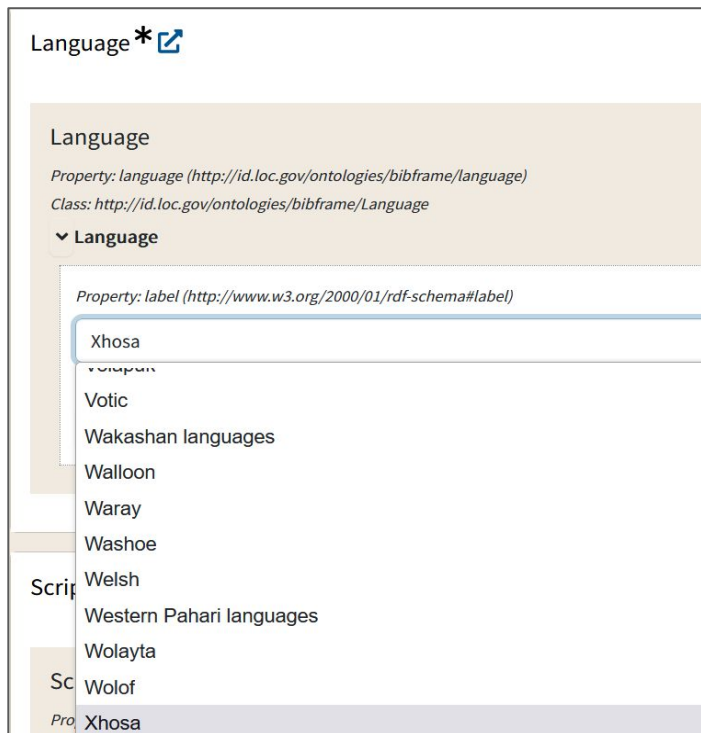 Language*
Language
Property: language (http://id.loc.gov/ontologies/bibframe/language)
Class: http://id.loc.gov/ontologies/bibframe/Language
Language
Property: label (http://www.w3.org/2000/01/rdf-schema#label)
Xhosa
Votic
Wakashan languages
Walloon
Waray
Washoe
Welsh
Western Pahari languages
Wolayta
Wolof
Xhosa